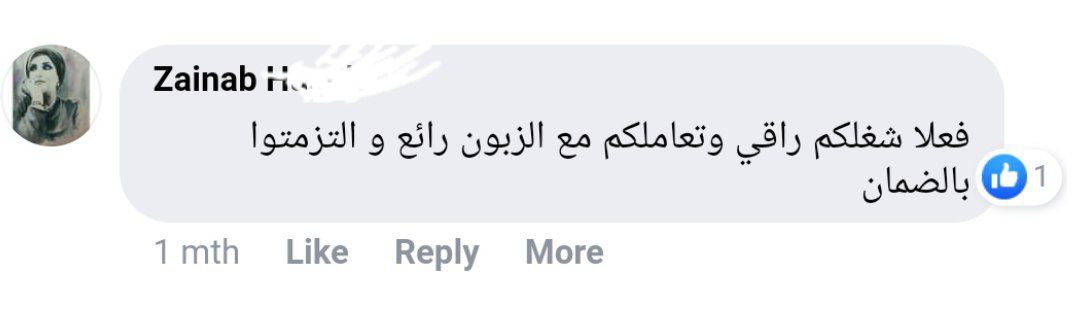 Zainab
فعلا شغلكم راقي وتعاملكم مع الزبون رائع و التزمتوا
بالضمان
1
1 mth Like Reply More